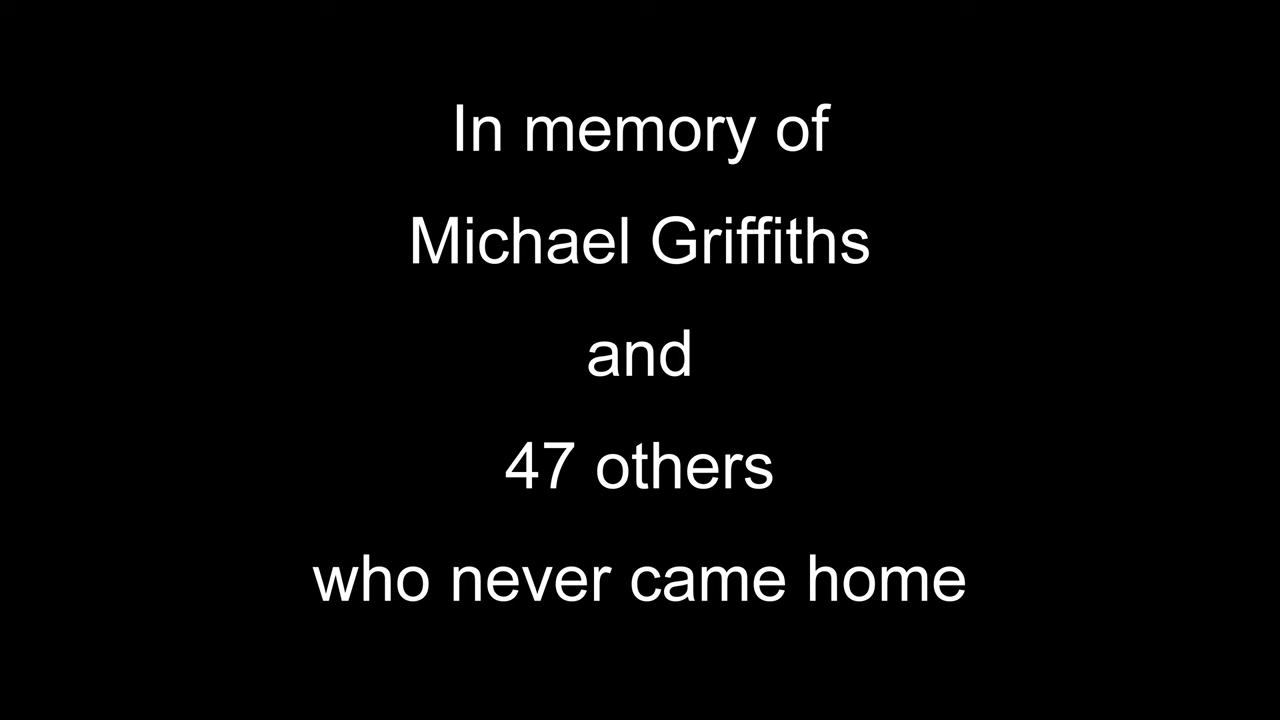 In memory of
Michael Griffiths
and
47 others
who never came home